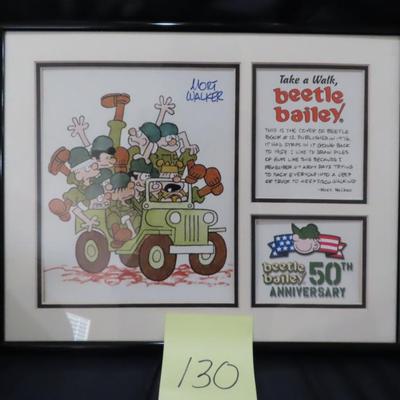 MORT
WALKER
Take a Walk,
beetle
bailey.
THIS IS THE COVER OF BEETLE
BOOK #12, PUBLISHED IN 1976.
IT HAD STRIPS IN IT GOING BACK
TO 1954. I LIKE TO DRAW PILES
OF GUYS LIKE THIS BECAUSE I
REMEMBER MY ARMY DAYS TRYING
TO PACK EVERYONE INTO A JEEP
OR TRUCK TO KEEP FROM WALKING
-MORT WALKER
beetle
bailey
50TH
ANNIVERSARY
130